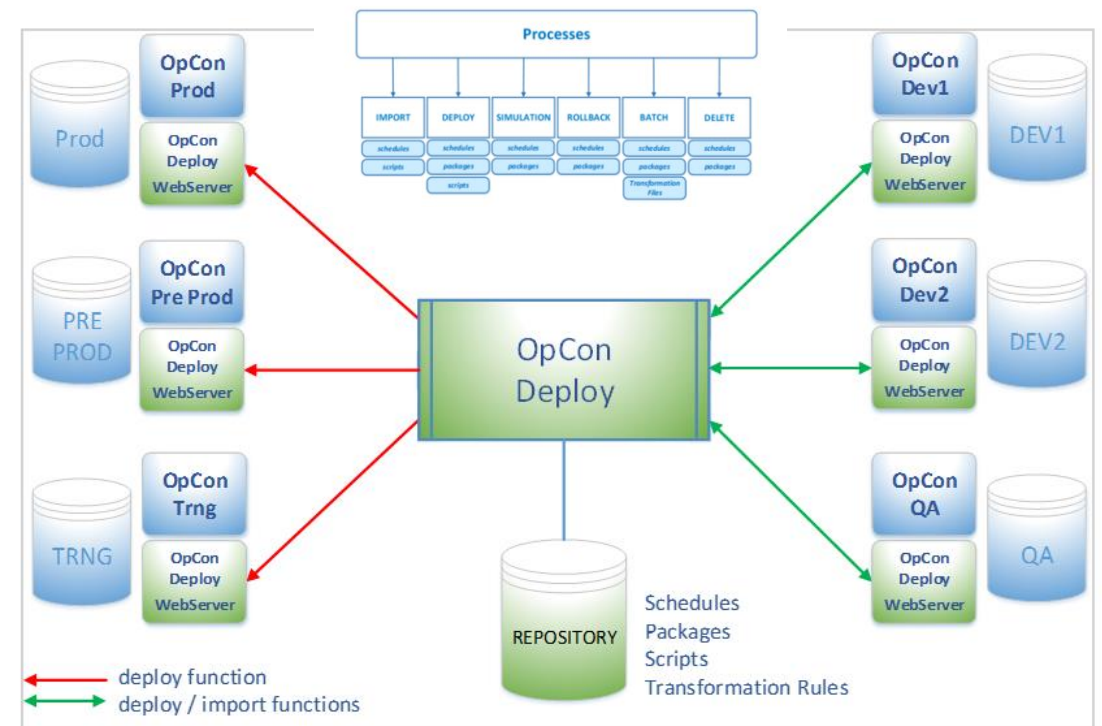 Processes
IMPORT
DEPLOY
SIMULATION
ROLLBACK
BATCH
DELETE
schedules
schedules
schedules
schedules
schedules
schedules
scripts
packages
packages
packages
packages
packages
scripts
Transformation
Files
Prod
OpCon
Prod
OpCon
Deploy
WebServer
PRE
PROD
OpCon
Pre Prod
OpCon
Deploy
WebServer
TRNG
OpCon
Trng
OpCon
Deploy
WebServer
OpCon
Deploy
OpCon
Dev1
OpCon
Deploy
WebServer
DEV1
OpCon
Dev2
OpCon
Deploy
WebServer
DEV2
OpCon
QA
OpCon
Deploy
WebServer
QA
REPOSITORY
Schedules
Packages
Scripts
Transformation Rules
deploy function
deploy / import functions